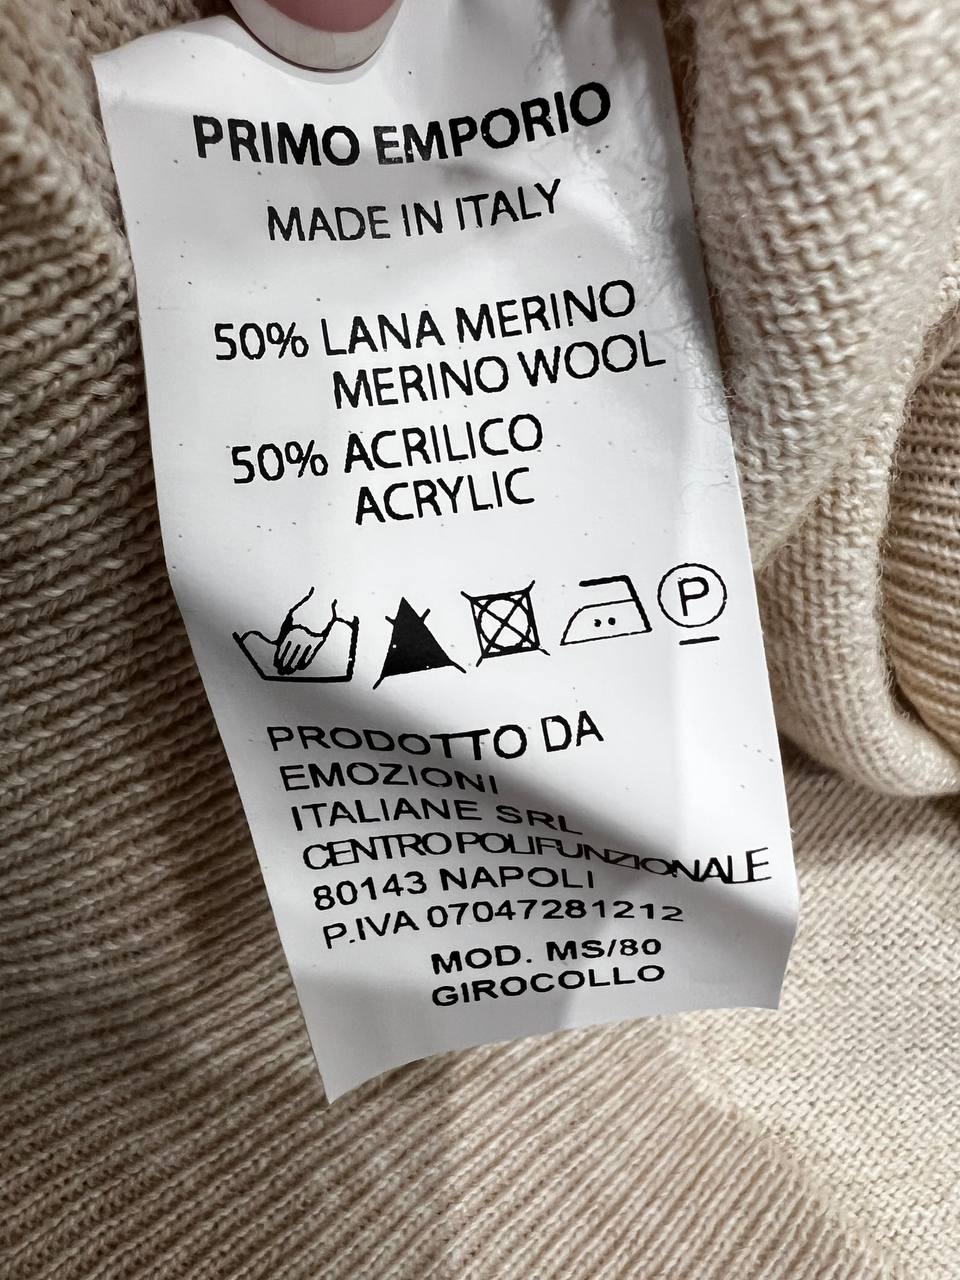 PRIMO EMPORIO
MADE IN ITALY
50% LANA MERINO
MERINO WOOL
50% ACRILICO
ACRYLIC
P
PRODOTTO DA
EMOZIONI
ITALIANE SRL
CENTRO POLIFUNZIONALE
80143 NAPOLI
P.IVA 07047281212
MOD. MS/80
GIROCOLLO